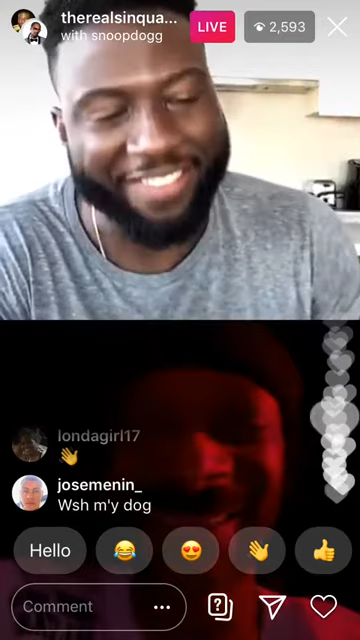 therealsinqua...
with snoopdogg
LIVE
2,593
londagirl17
👋
josemenin_
Wsh m'y dog
Hello
😂
😍
👋
👍
Comment